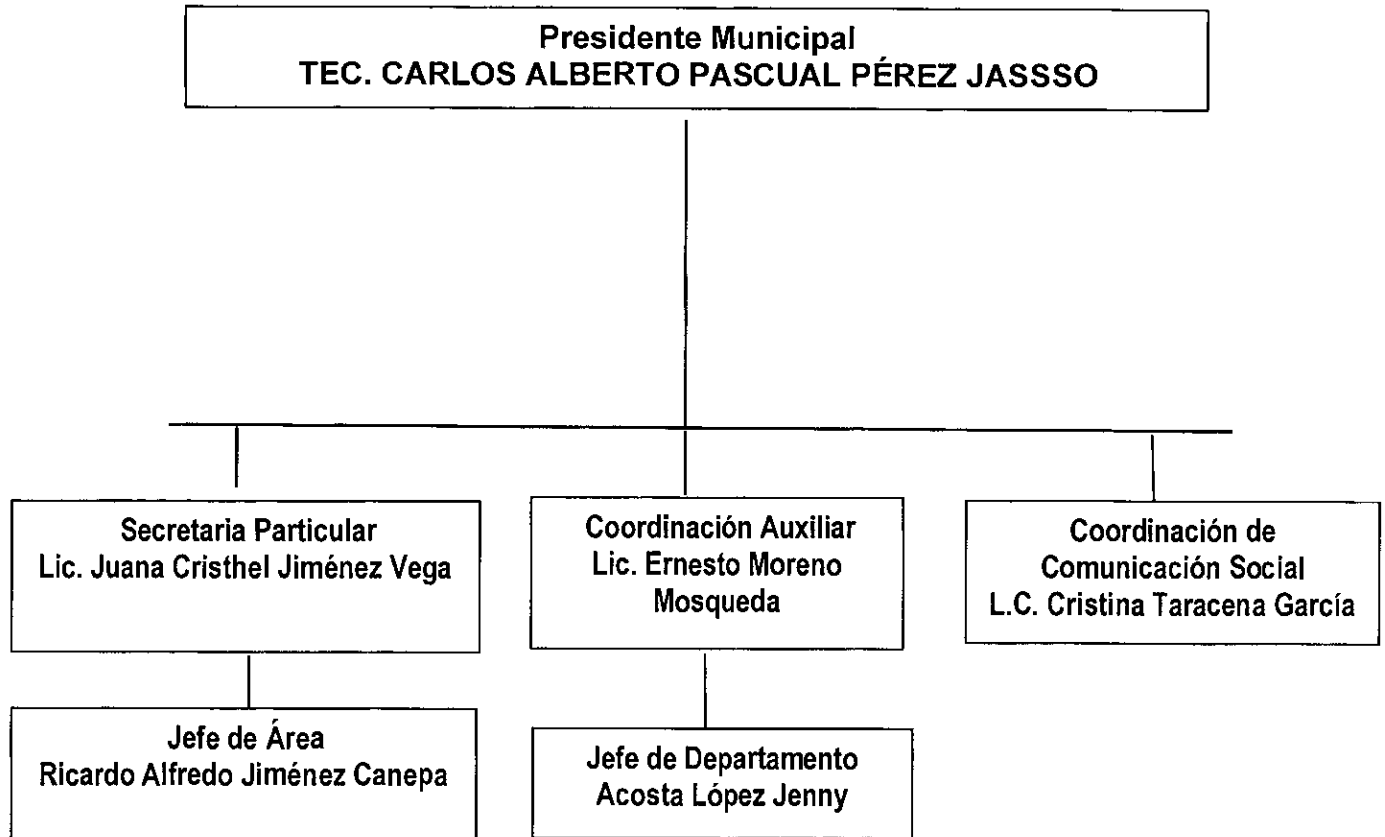 Presidente Municipal
TEC. CARLOS ALBERTO PASCUAL PÉREZ JASSSO
Secretaria Particular
Lic. Juana Cristhel Jiménez Vega
Coordinación Auxiliar
Lic. Ernesto Moreno
Mosqueda
Coordinación de
Comunicación Social
L.C. Cristina Taracena García
Jefe de Área
Ricardo Alfredo Jiménez Canepa
Jefe de Departamento
Acosta López Jenny